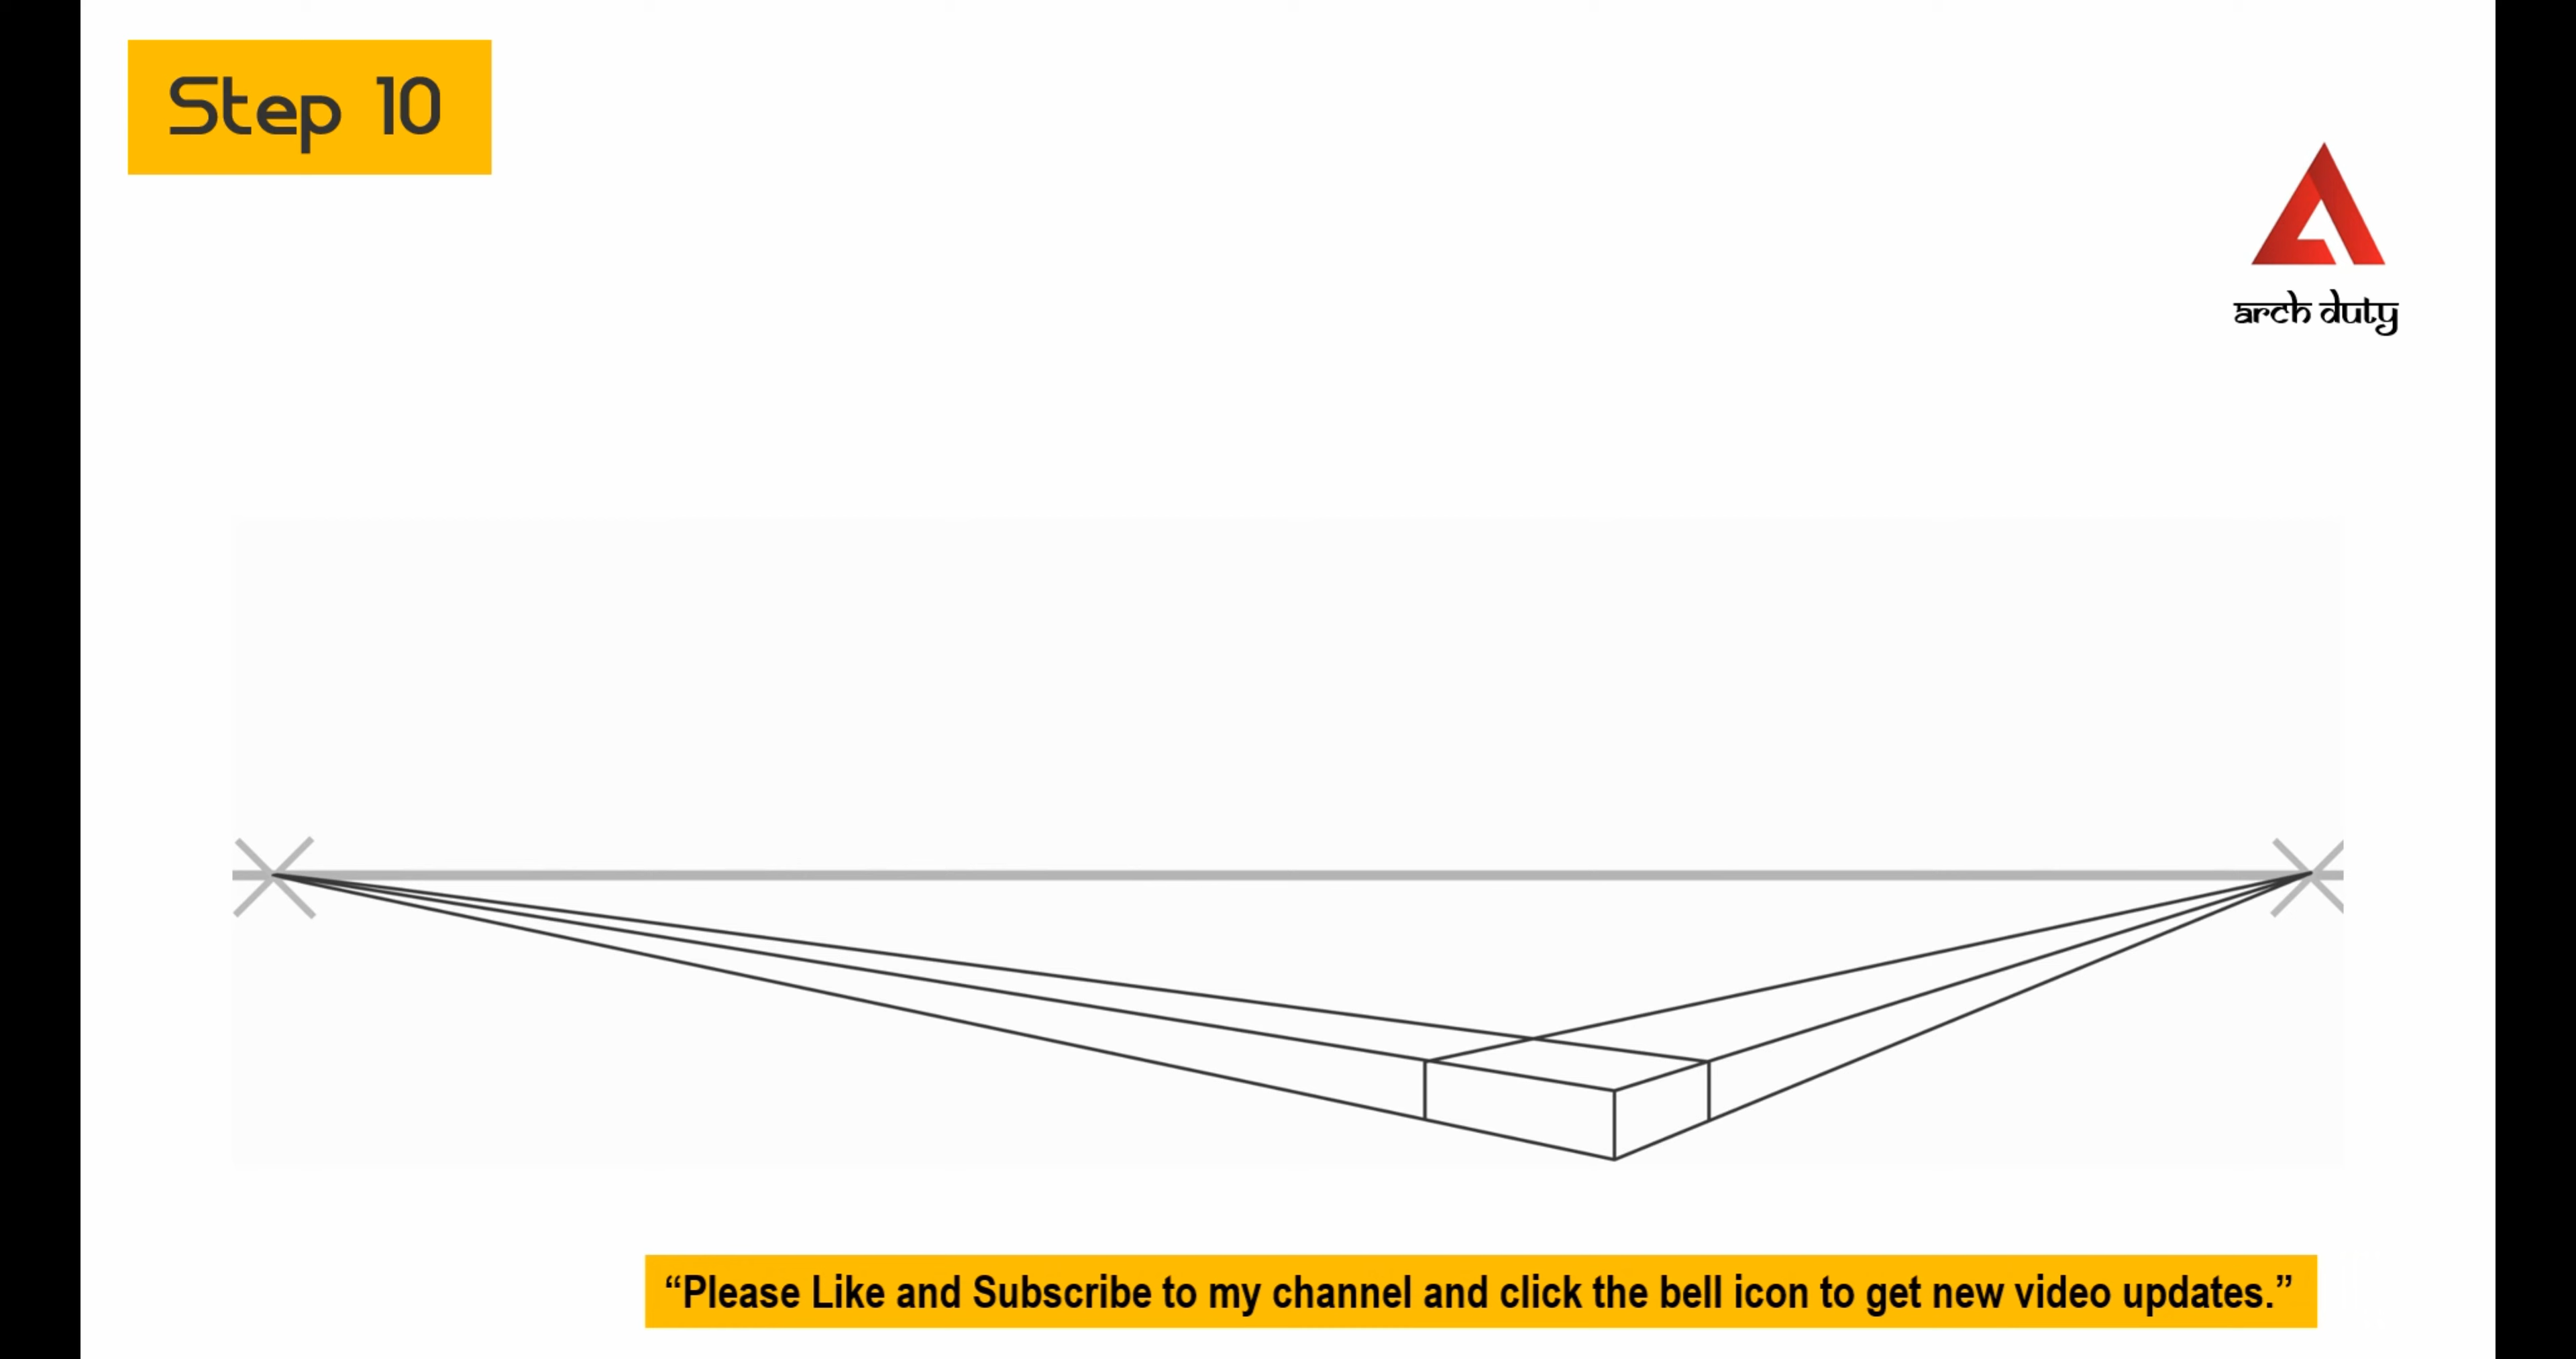 Step 10
arch duty
“Please Like and Subscribe to my channel and click the bell icon to get new video updates.”